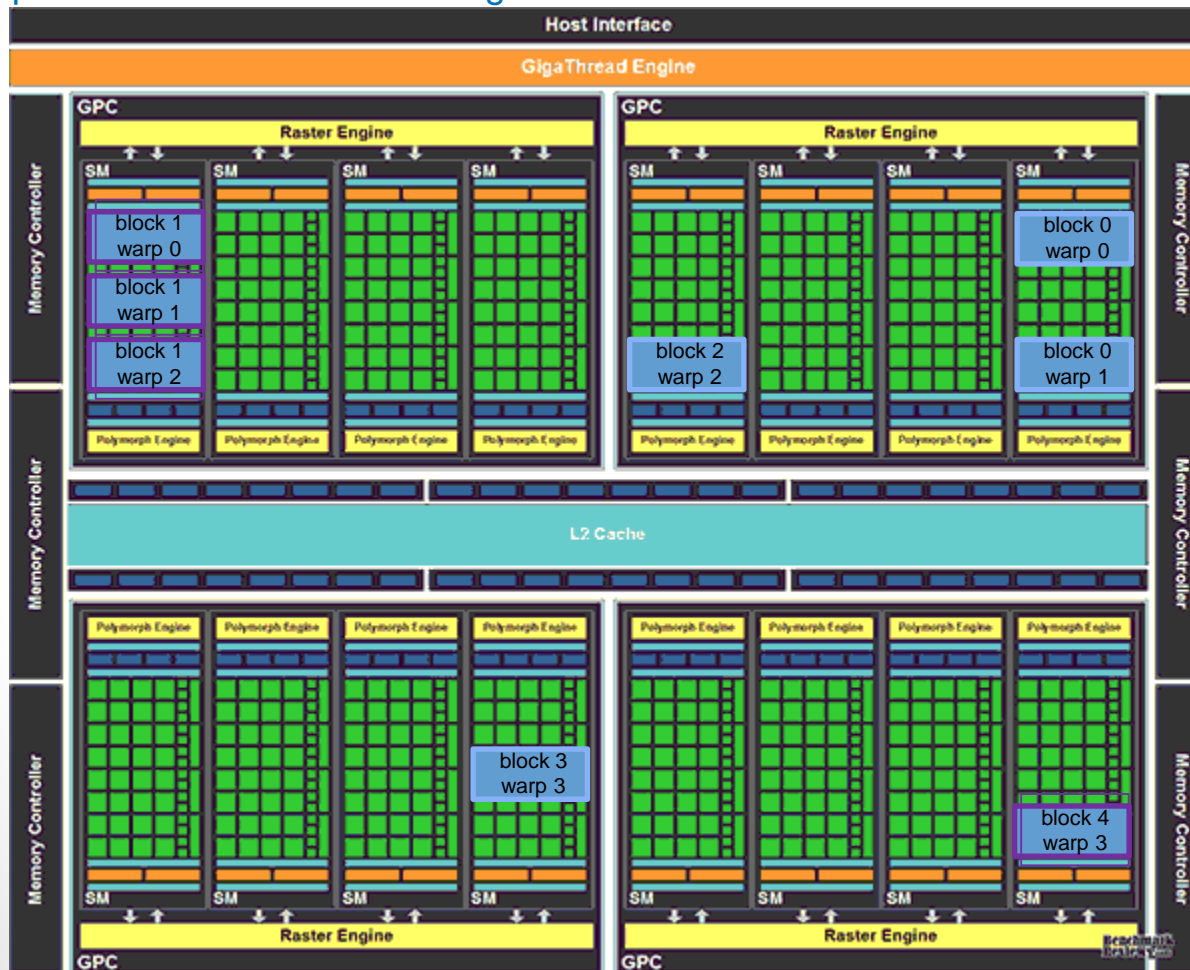 Host Interface
GigaThread Engine
Memory Controller
Memory Controller
Memory Controller
GPC
Raster Engine
SM
SM
SM
SM
block 1
warp 0
block 1
warp 1
block 1
warp 2
Polymorph Engine
Polymorph Engine
Polymorph Engine
Polymorph Engine
GPC
Raster Engine
SM
SM
SM
SM
block 2
warp 2
block 0
warp 0
block 0
warp 1
Polymorph Engine
Polymorph Engine
Polymorph Engine
Polymorph Engine
L2 Cache
Polymorph Engine
Polymorph Engine
Polymorph Engine
Polymorph Engine
block 3
warp 3
SM
SM
SM
SM
Raster Engine
GPC
Polymorph Engine
Polymorph Engine
Polymorph Engine
Polymorph Engine
block 4
warp 3
SM
SM
SM
SM
Raster Engine
GPC
Memory Controller
Memory Controller
Memory Controller
Benchmark